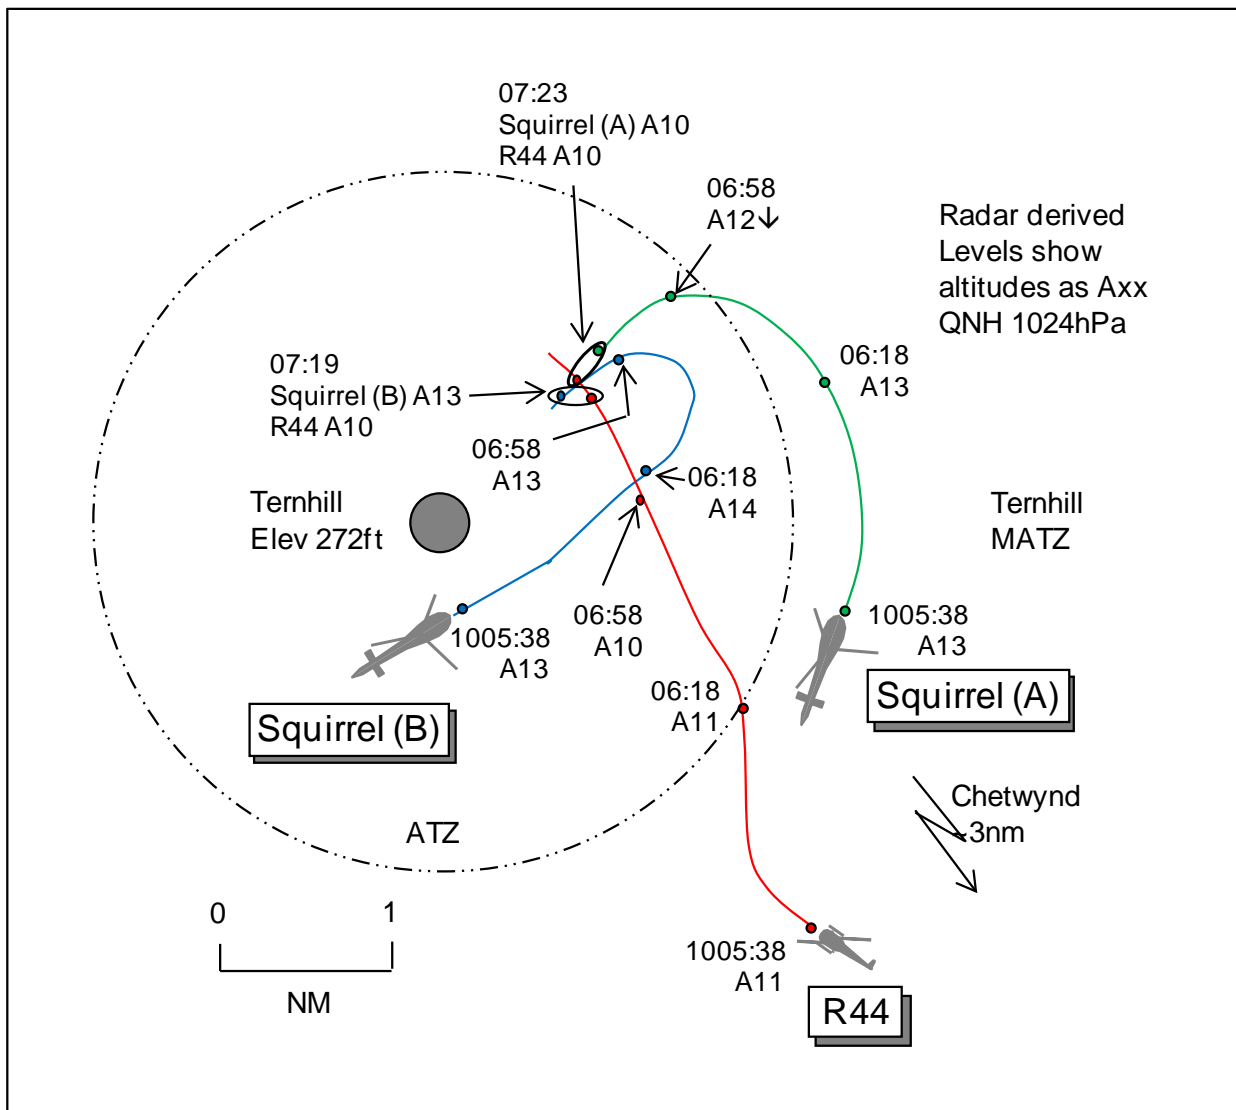 07:23
Squirrel (A) A10
R44 A10
06:58
A12↓
Radar derived
Levels show
altitudes as Axx
QNH 1024hPa
07:19
Squirrel (B) A13
R44 A10
06:18
A13
06:58
A13
06:18
A14
Ternhill
Elev 272ft
Ternhill
MATZ
1005:38
A13
06:58
A10
1005:38
A13
06:18
A11
Squirrel (A)
Squirrel (B)
Chetwynd
~3nm
ATZ
0
1
NM
1005:38
A11
R44